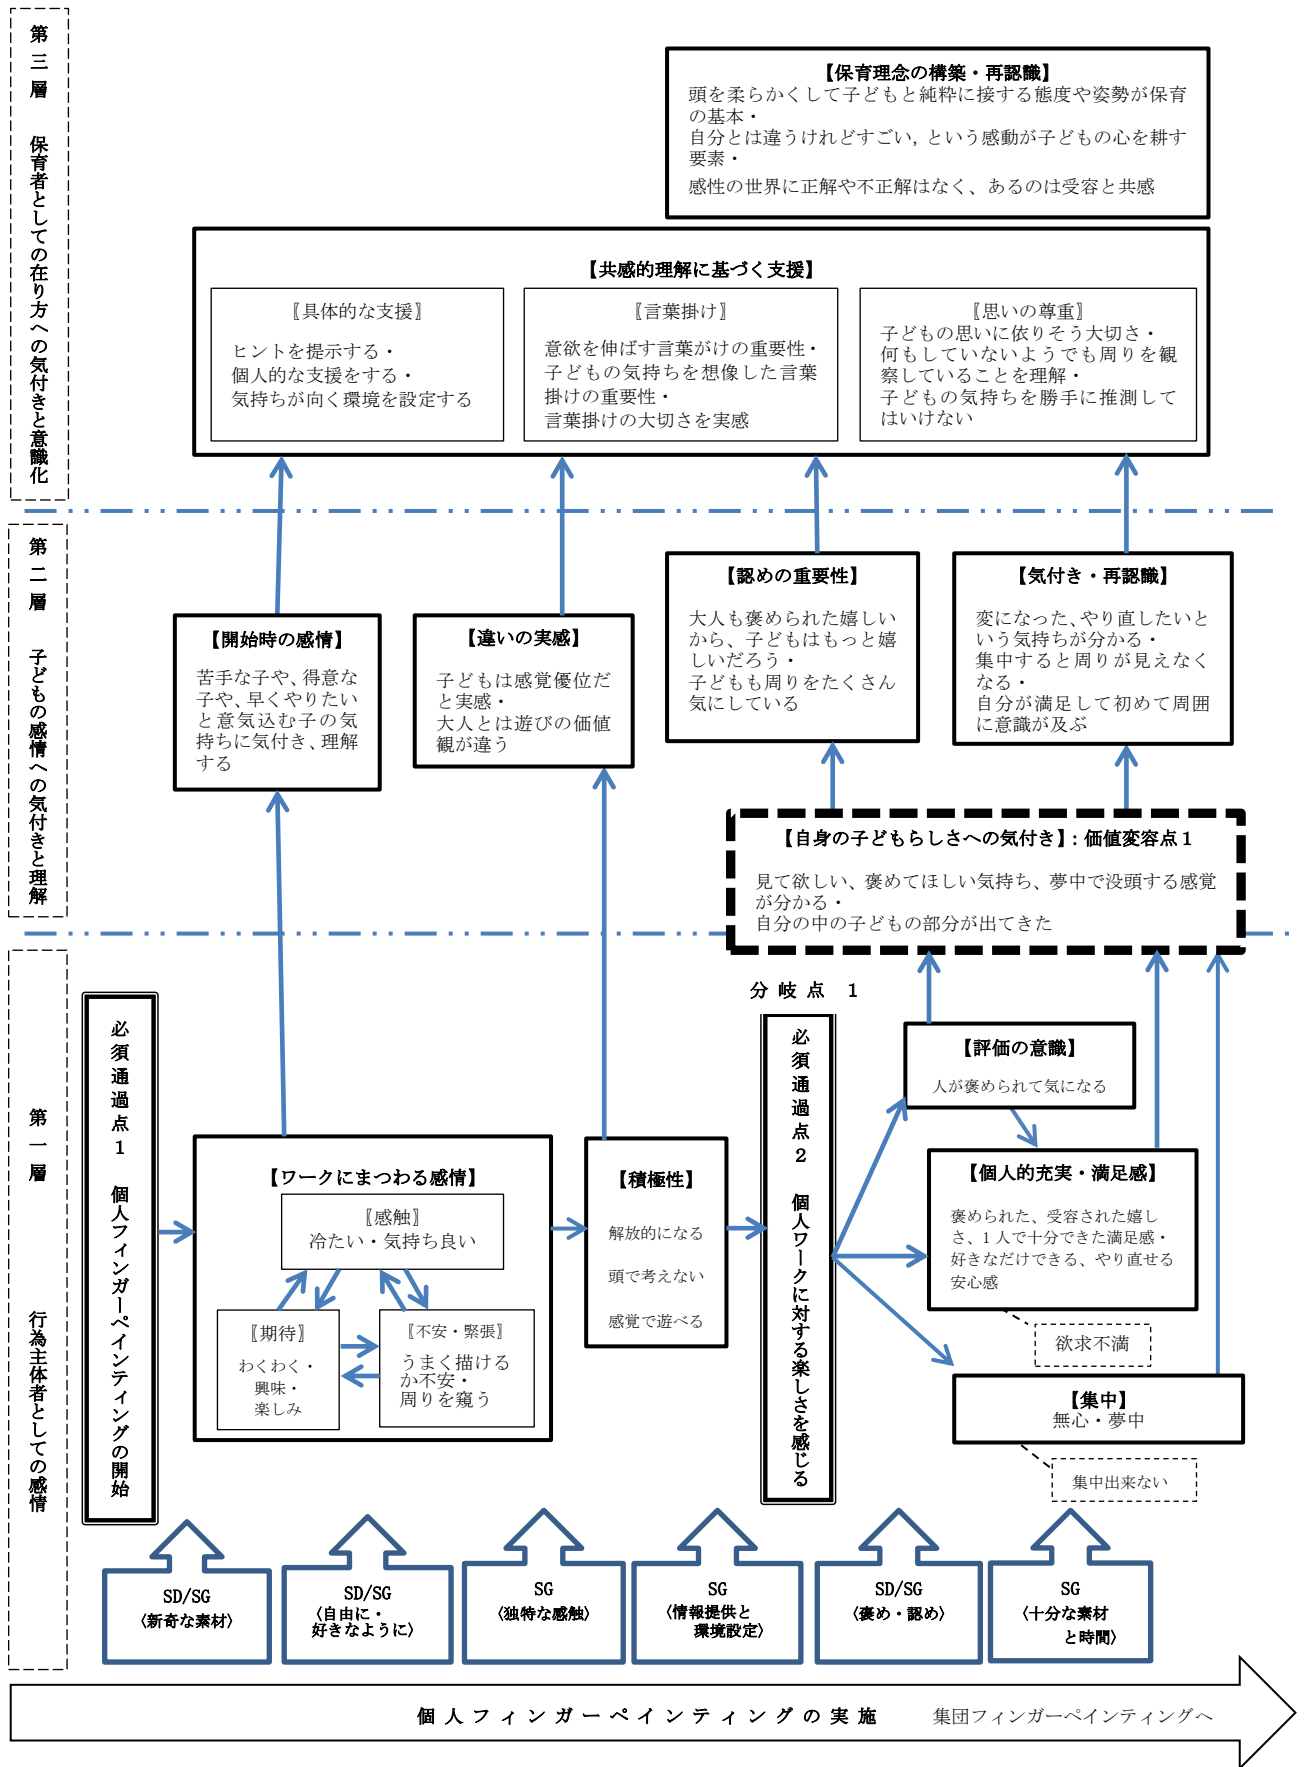 第三層 保育者としての在り方への気付きと意識化
【保育理念の構築・再認識】
頭を柔らかくして子どもと純粋に接する態度や姿勢が保育
の基本・
自分とは違うけれどすごい,という感動が子どもの心を耕す
要素・
感性の世界に正解や不正解はなく、あるのは受容と共感
【共感的理解に基づく支援】
〖具体的な支援〗
ヒントを提示する・
個人的な支援をする・
気持ちが向く環境を設定する
〖言葉掛け〗
意欲を伸ばす言葉がけの重要性・
子どもの気持ちを想像した言葉
掛けの重要性・
言葉掛けの大切さを実感
〖思いの尊重〗
子どもの思いに依りそう大切さ・
何もしていないようでも周りを観
察していることを理解・
子どもの気持ちを勝手に推測して
はいけない
第二層 子どもの感情への気付きと理解
【開始時の感情】
苦手な子や、得意な
子や、早くやりたい
と意気込む子の気
持ちに気付き、理解
する
【違いの実感】
子どもは感覚優位だ
と実感・
大人とは遊びの価値
観が違う
【認めの重要性】
大人も褒められた嬉しい
から、子どもはもっと嬉
しいだろう・
子どもも周りをたくさん
気にしている
【気付き・再認識】
変になった、やり直したいと
いう気持ちが分かる・
集中すると周りが見えなく
なる・
自分が満足して初めて周囲
に意識が及ぶ
【自身の子どもらしさへの気付き】:価値変容点1
見て欲しい、褒めてほしい気持ち、夢中で没頭する感覚
が分かる・
自分の中の子どもの部分が出てきた
第一層 行為主体者としての感情
必須通過点1 個人フィンガーペインティングの開始
【ワークにまつわる感情】
〖感触〗
冷たい・気持ち良い
〖期待〗
わくわく・
興味・
楽しみ
〖不安・緊張〗
うまく描ける
か不安・
周りを窺う
【積極性】
解放的になる
頭で考えない
感覚で遊べる
分岐点 1
必須通過点2 個人ワークに対する楽しさを感じる
【評価の意識】
人が褒められて気になる
【個人的充実・満足感】
褒められた、受容された嬉し
さ、1人で十分できた満足感・
好きなだけできる、やり直せる
安心感
欲求不満
【集中】
無心・夢中
集中出来ない
SD/SG
〈新奇な素材〉
SD/SG
〈自由に・
好きなように〉
SG
〈独特な感触〉
SG
〈情報提供と
環境設定〉
SD/SG
〈褒め・認め〉
SG
〈十分な素材
と時間〉
個人フィンガーペインティングの実施 集団フィンガーペインティングへ